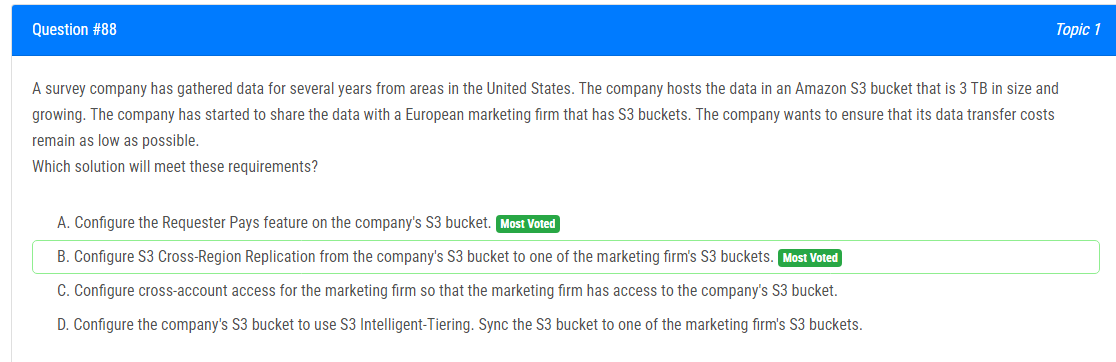 Question #88
Topic 1
A survey company has gathered data for several years from areas in the United States. The company hosts the data in an Amazon S3 bucket that is 3 TB in size and
growing. The company has started to share the data with a European marketing firm that has S3 buckets. The company wants to ensure that its data transfer costs
remain as low as possible.
Which solution will meet these requirements?
A. Configure the Requester Pays feature on the company's S3 bucket. Most Voted
B. Configure S3 Cross-Region Replication from the company's S3 bucket to one of the marketing firm's S3 buckets. Most Voted
C. Configure cross-account access for the marketing firm so that the marketing firm has access to the company's S3 bucket.
D. Configure the company's S3 bucket to use S3 Intelligent-Tiering. Sync the S3 bucket to one of the marketing firm's S3 buckets.